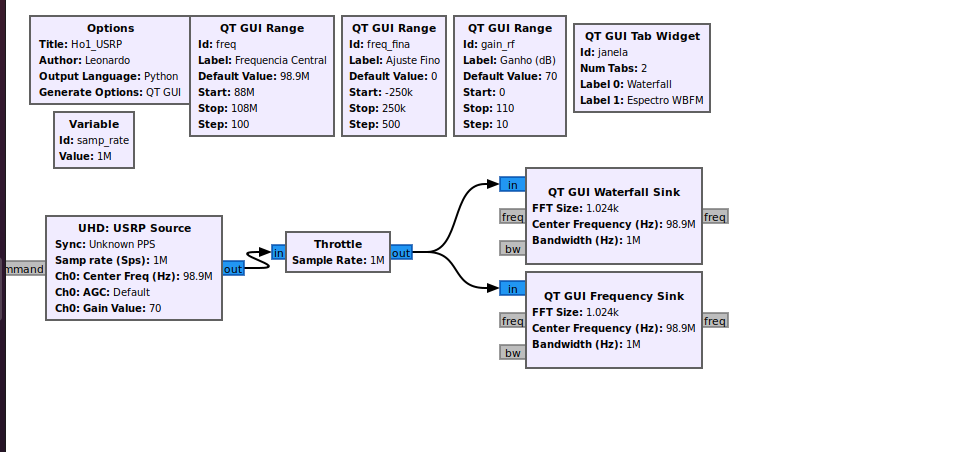 Options
Title: Ho1_USRP
Author: Leonardo
Output Language: Python
Generate Options: QT GUI
QT GUI Range
Id: freq
Label: Frequencia Central
Default Value: 98.9M
Start: 88M
Stop: 108M
Step: 100
QT GUI Range
Id: freq_fina
Label: Ajuste Fino
Default Value: 0
Start: -250k
Stop: 250k
Step: 500
QT GUI Range
Id: gain_rf
Label: Ganho (dB)
Default Value: 70
Start: 0
Stop: 110
Step: 10
QT GUI Tab Widget
Id: janela
Num Tabs: 2
Label 0: Waterfall
Label 1: Espectro WBFM
Variable
Id: samp_rate
Value: 1M
mmand
UHD: USRP Source
Sync: Unknown PPS
Samp rate (Sps): 1M
Ch0: Center Freq (Hz): 98.9M
Ch0: AGC: Default
Ch0: Gain Value: 70
out
in
Throttle
Sample Rate: 1M
out
in
freq
bw
QT GUI Waterfall Sink
FFT Size: 1.024k
Center Frequency (Hz): 98.9M
Bandwidth (Hz): 1M
freq
in
freq
bw
QT GUI Frequency Sink
FFT Size: 1.024k
Center Frequency (Hz): 98.9M
Bandwidth (Hz): 1M
freq